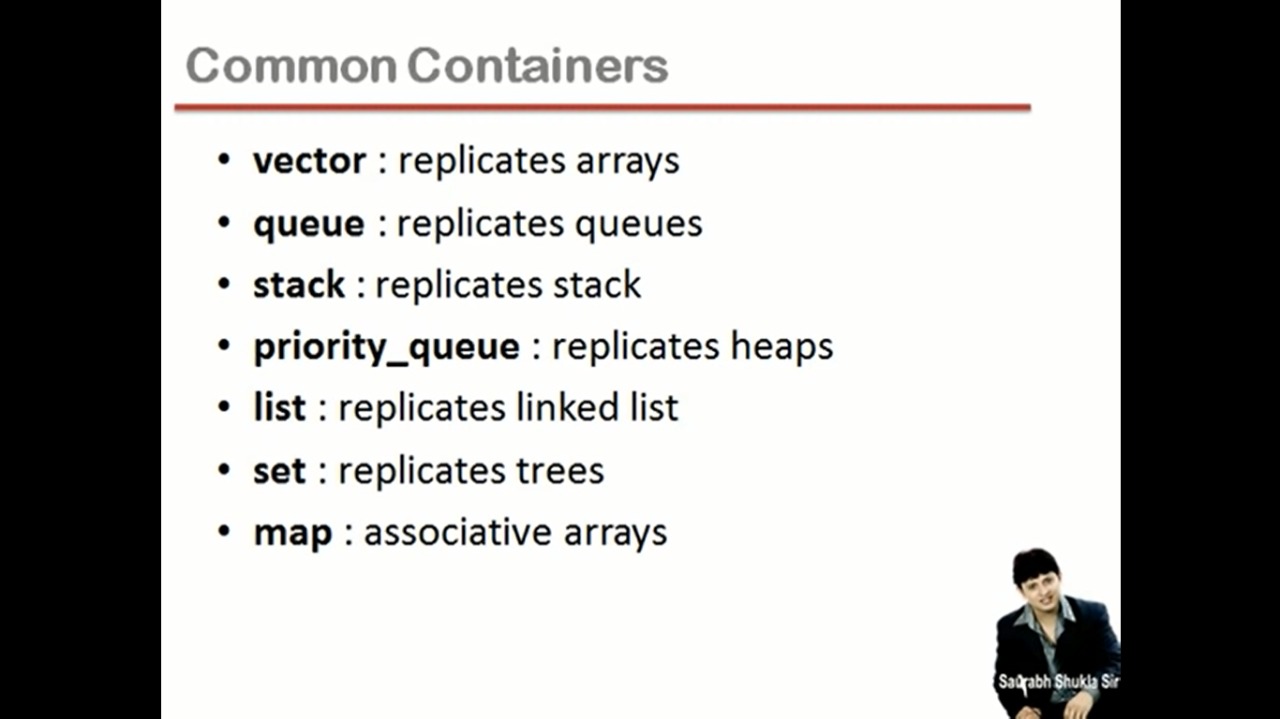 Common Containers
• vector : replicates arrays
• queue : replicates queues
• stack : replicates stack
• priority_queue : replicates heaps
• list : replicates linked list
• set : replicates trees
• map : associative arrays
Saurabh Shukla Sir